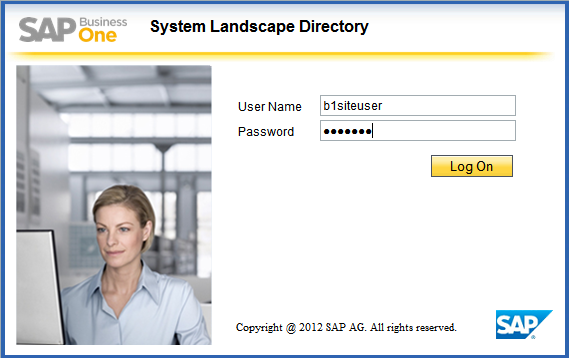 SAP Business One
System Landscape Directory
User Name b1siteuser
Password •••••••
Log On
Copyright @ 2012 SAP AG. All rights reserved.
SAP